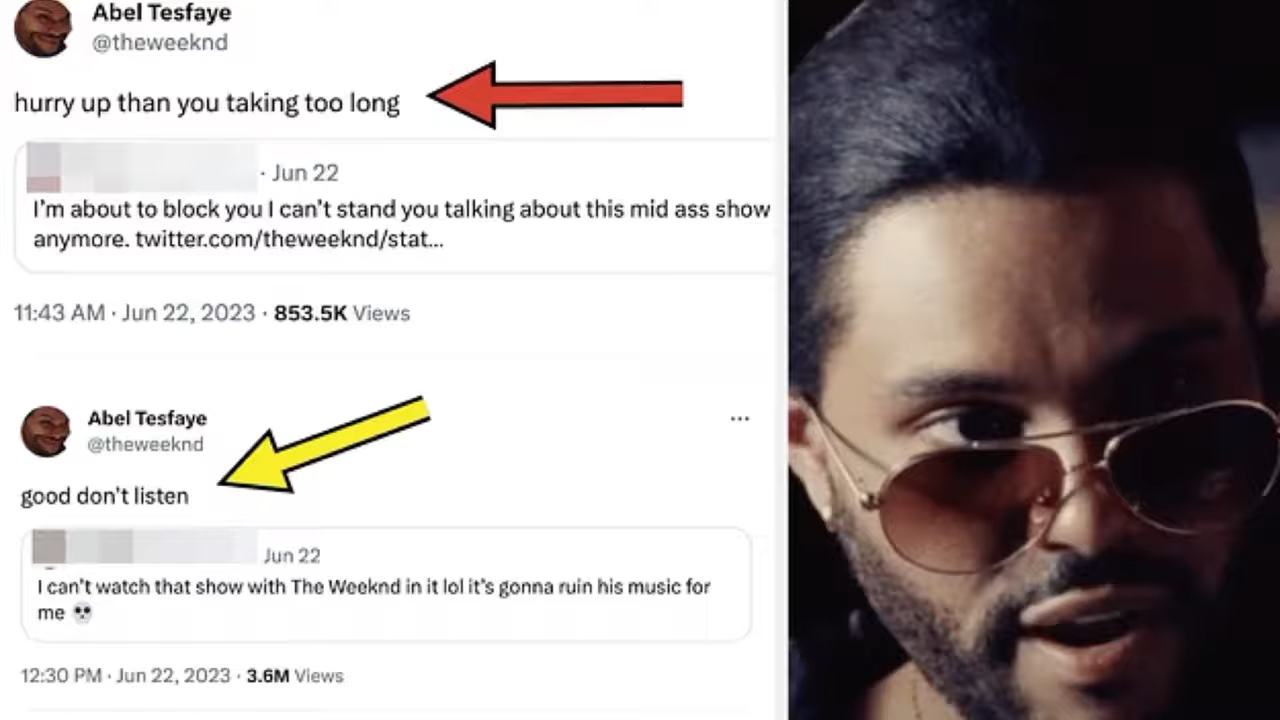 Abel Tesfaye
@theweeknd
hurry up than you taking too long
· Jun 22
I'm about to block you I can't stand you talking about this mid ass show
anymore. twitter.com/theweeknd/stat...
11:43 AM · Jun 22, 2023 · 853.5K Views
Abel Tesfaye
@theweeknd
good don't listen
Jun 22
I can't watch that show with The Weeknd in it lol it's gonna ruin his music for
me 💀
12:30 PM · Jun 22, 2023 · 3.6M Views